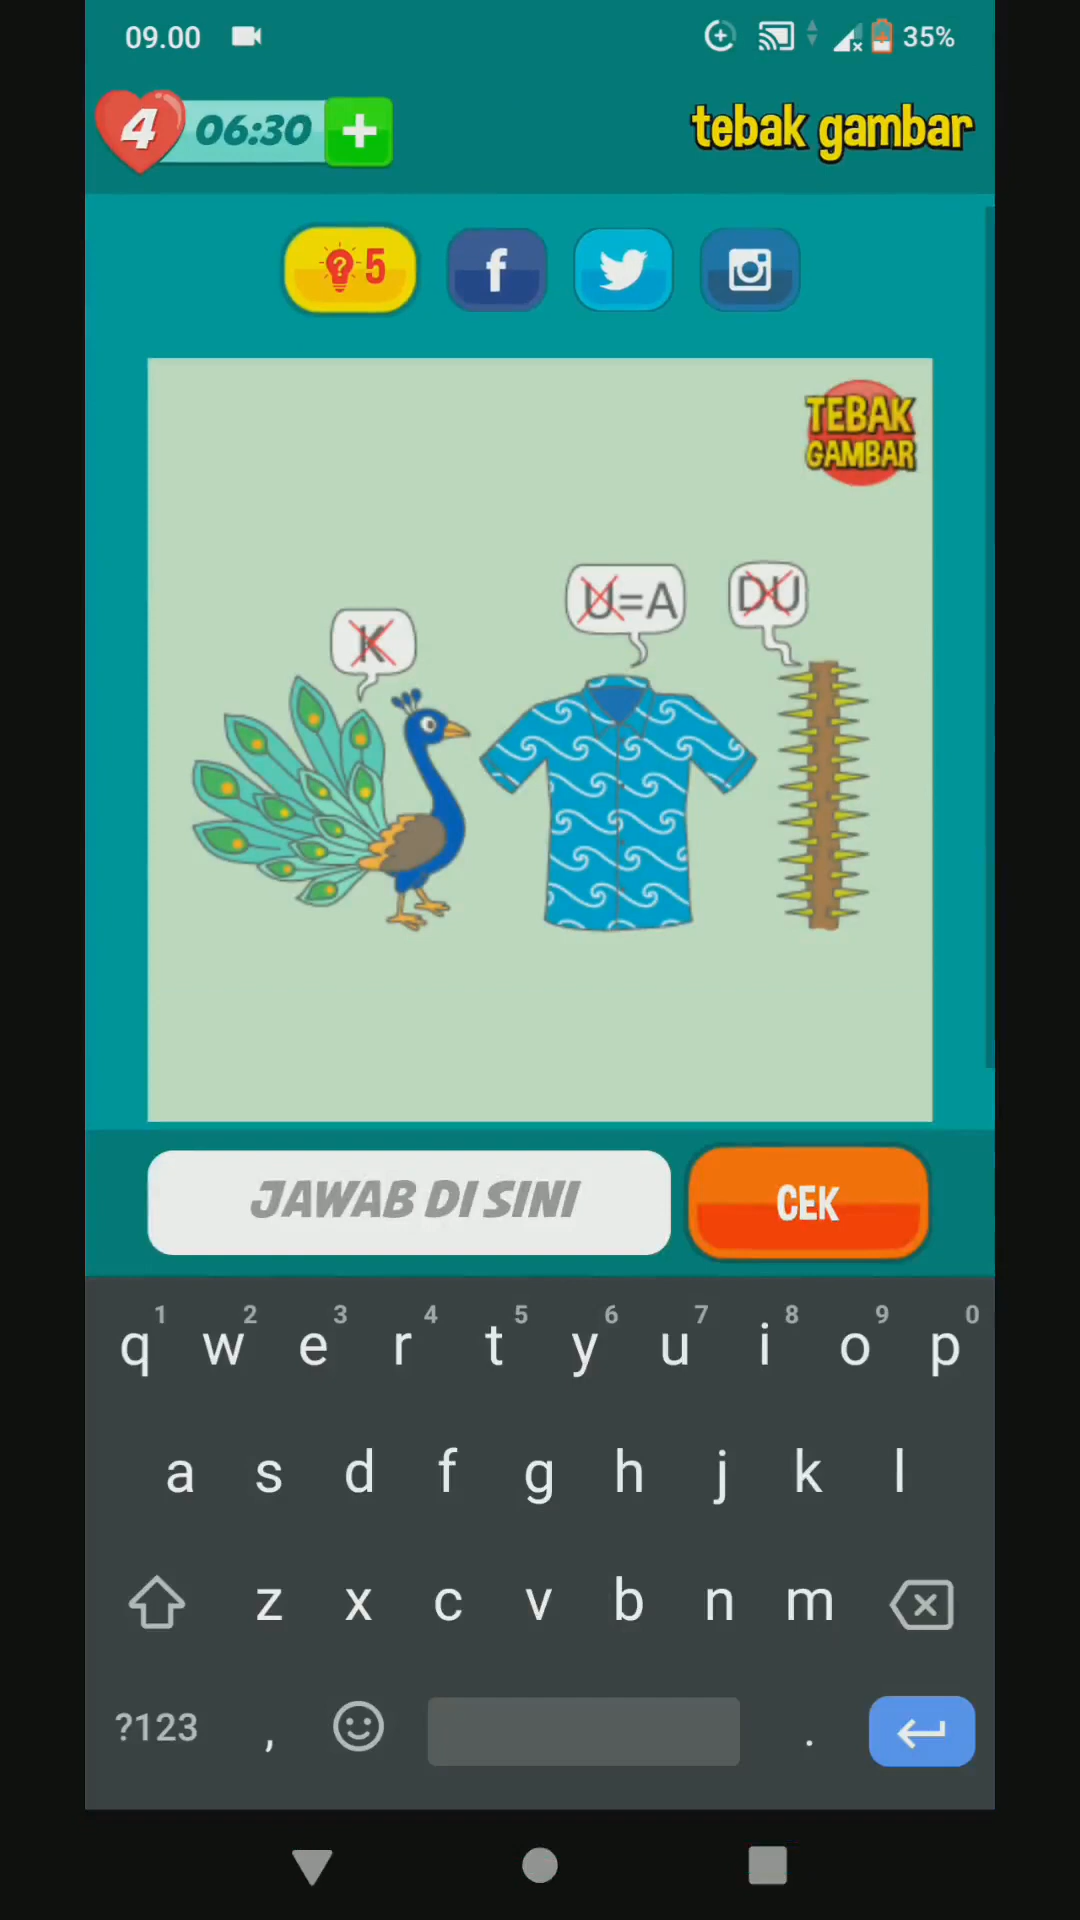 09.00
35%
4 06:30 +
tebak gambar
? 5
f
TEBAK
GAMBAR
K
U=A
DU
JAWAB DI SINI
CEK
1 2 3 4 5 6 7 8 9 0
q w e r t y u i o p
a s d f g h j k l
z x c v b n m
?123 , .